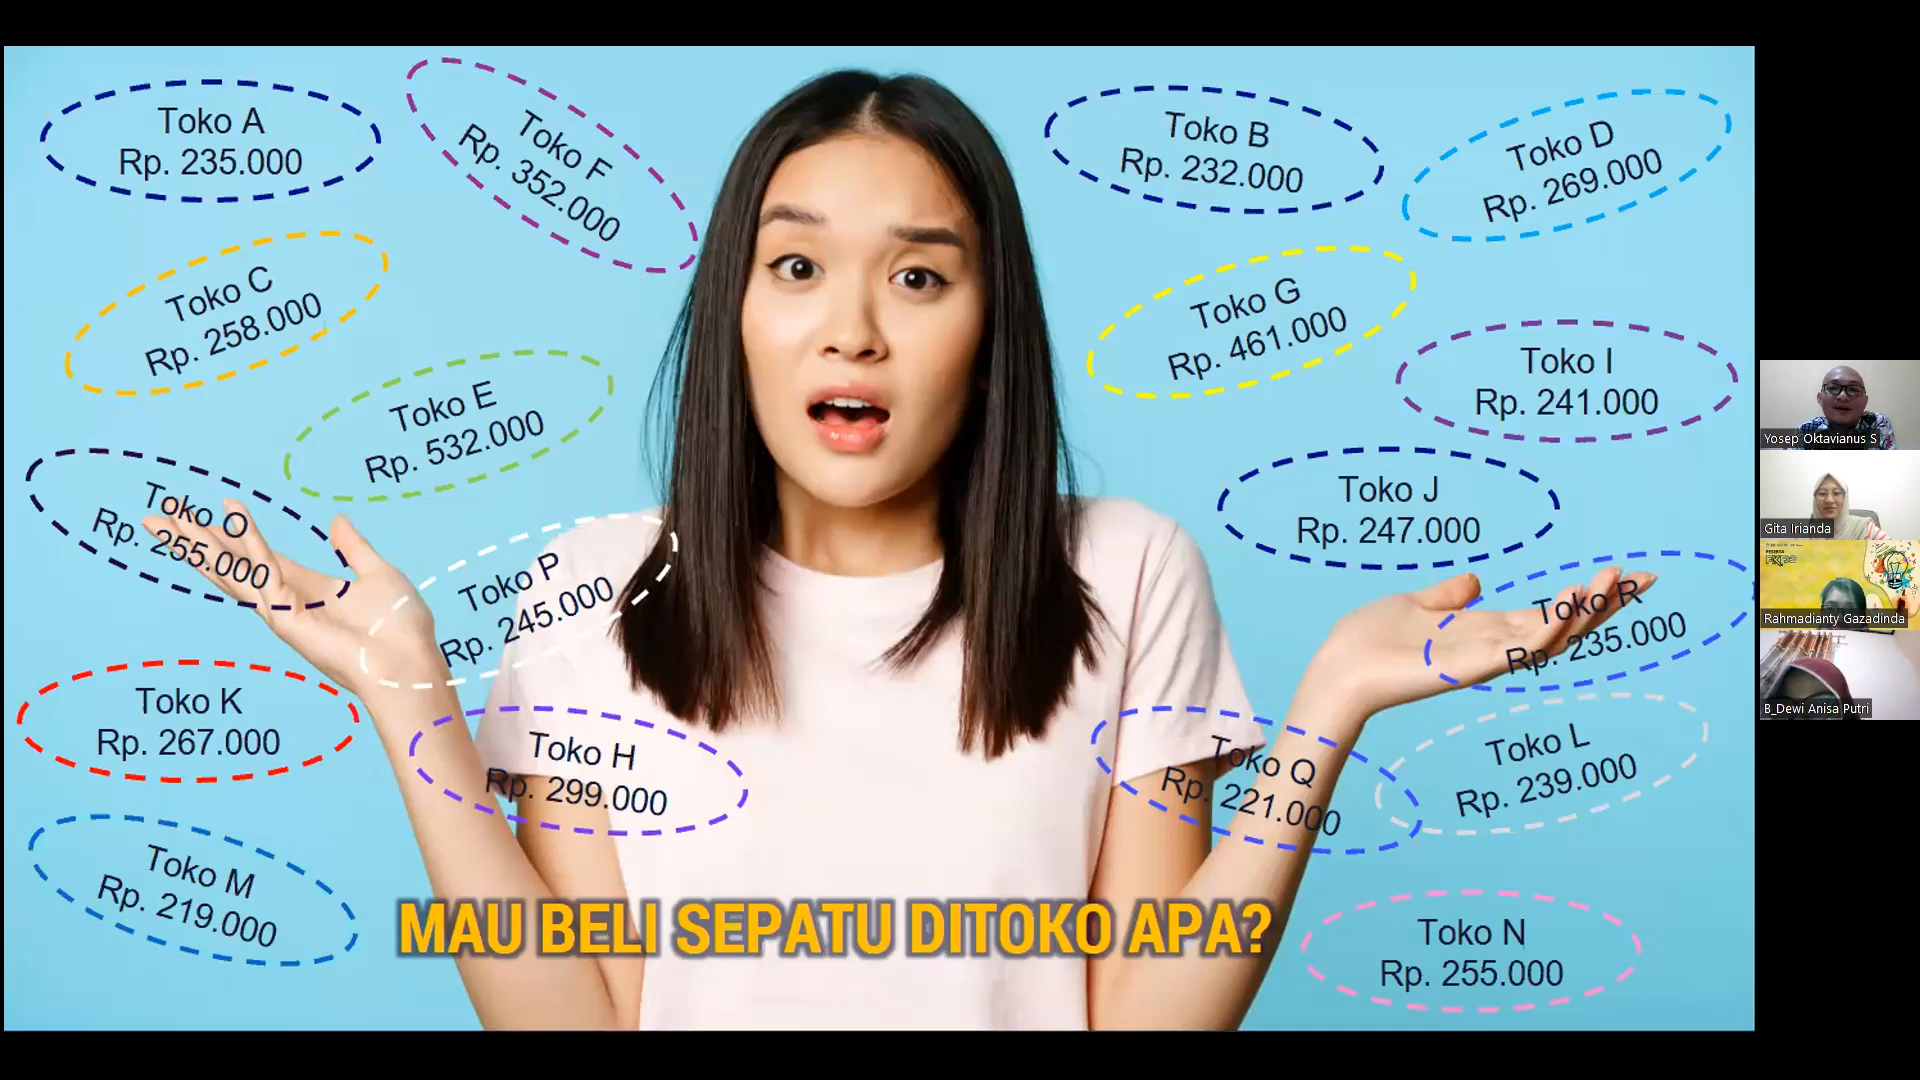 Toko A
Rp. 235.000
Toko F
Rp. 352.000
Toko B
Rp. 232.000
Toko D
Rp. 269.000
Toko C
Rp. 258.000
Toko G
Rp. 461.000
Toko I
Rp. 241.000
Toko E
Rp. 532.000
Toko O
Rp. 255.000
Toko J
Rp. 247.000
Toko P
Rp. 245.000
Toko R
Rp. 235.000
Toko K
Rp. 267.000
Toko H
Rp. 299.000
Toko Q
Rp. 221.000
Toko L
Rp. 239.000
Toko M
Rp. 219.000
MAU BELI SEPATU DITOKO APA?
Toko N
Rp. 255.000
Yosep Oktavianus S
Gita Irianda
Rahmadianty Gazadinda
B_Dewi Anisa Putri